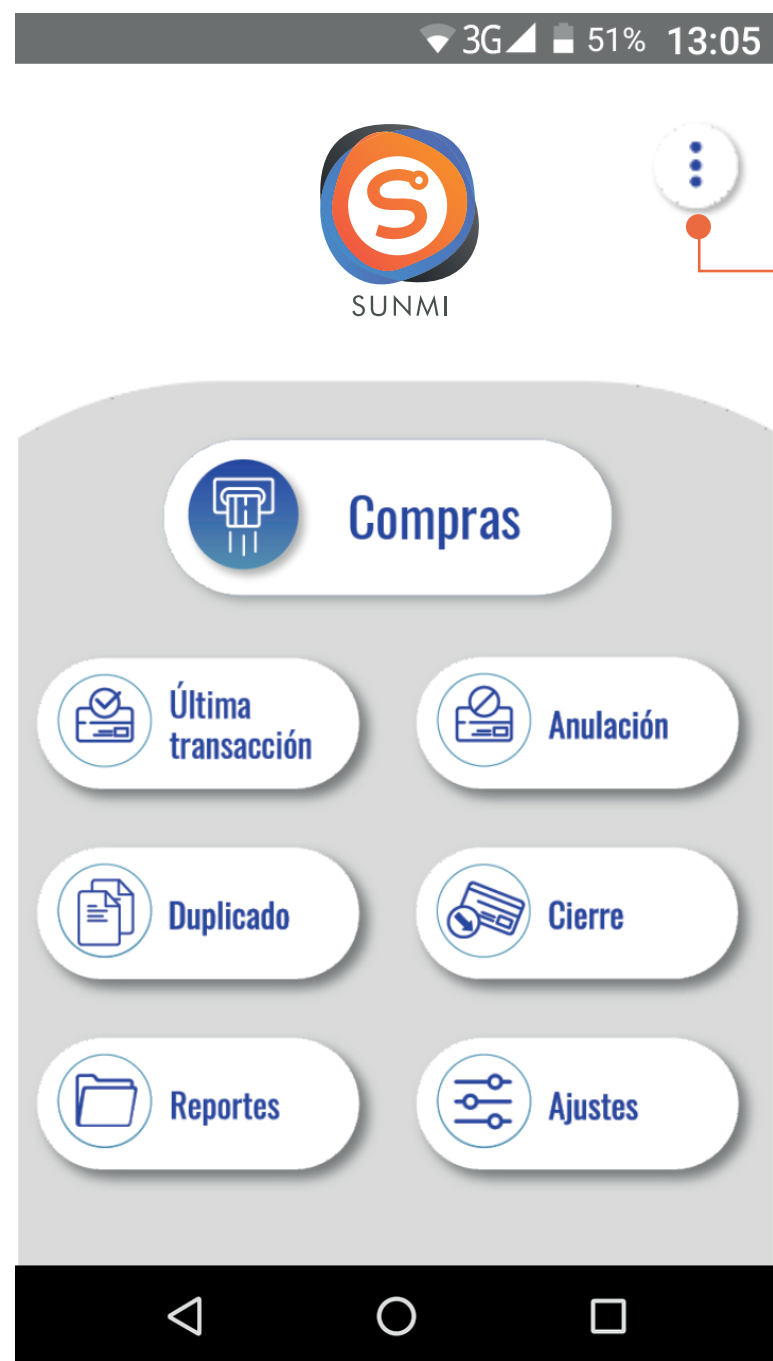 3G 51% 13:05
SUNMI
Compras
Última
transacción
Anulación
Duplicado
Cierre
Reportes
Ajustes